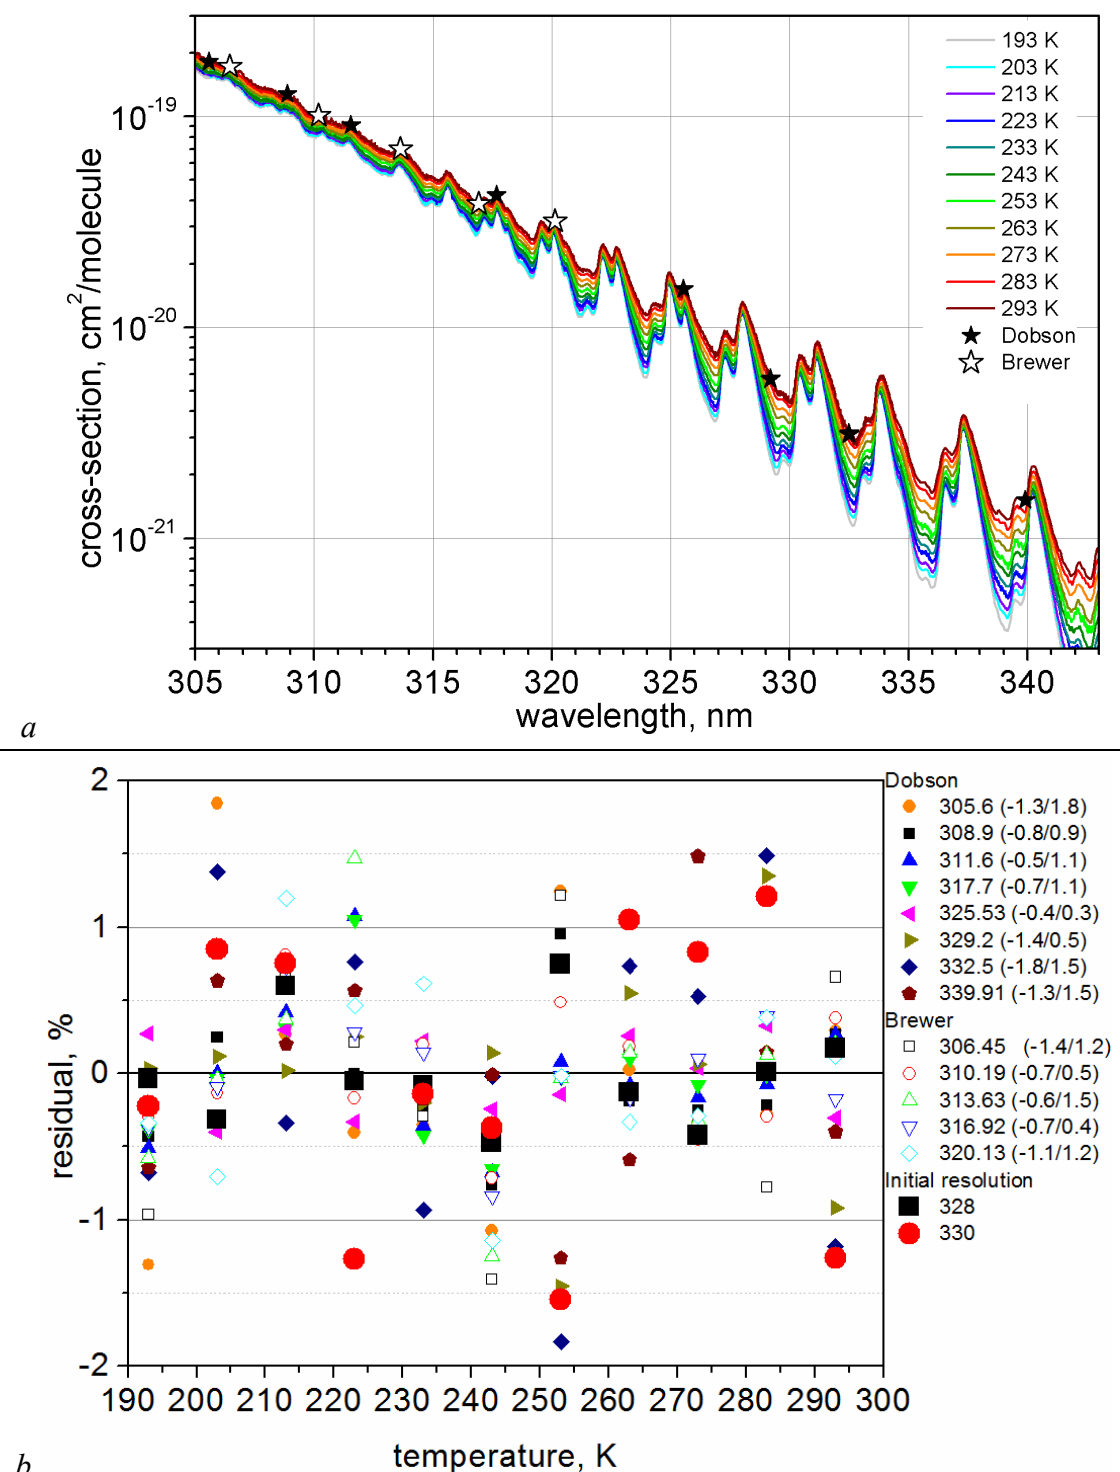 193 K
203 K
213 K
223 K
233 K
243 K
253 K
263 K
273 K
283 K
293 K
Dobson
Brewer
10^-19
10^-20
10^-21
cross-section, cm^2/molecule
305 310 315 320 325 330 335 340
wavelength, nm
a
2
1
0
-1
-2
residual, %
190 200 210 220 230 240 250 260 270 280 290 300
temperature, K
b
Dobson
305.6 (-1.3/1.8)
308.9 (-0.8/0.9)
311.6 (-0.5/1.1)
317.7 (-0.7/1.1)
325.53 (-0.4/0.3)
329.2 (-1.4/0.5)
332.5 (-1.8/1.5)
339.91 (-1.3/1.5)
Brewer
306.45 (-1.4/1.2)
310.19 (-0.7/0.5)
313.63 (-0.6/1.5)
316.92 (-0.7/0.4)
320.13 (-1.1/1.2)
Initial resolution
328
330